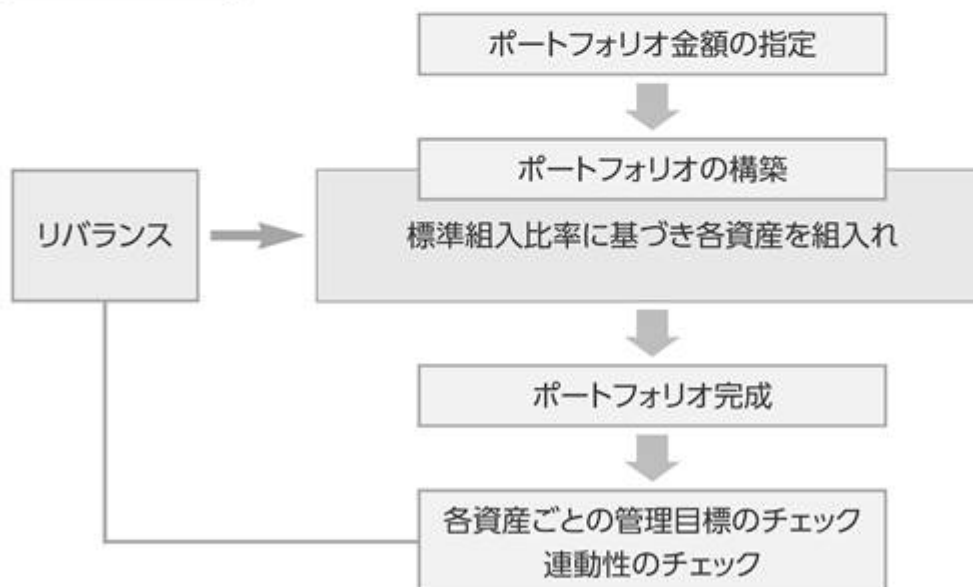 ポートフォリオ金額の指定
ポートフォリオの構築
リバランス
標準組入比率に基づき各資産を組入れ
ポートフォリオ完成
各資産ごとの管理目標のチェック
連動性のチェック